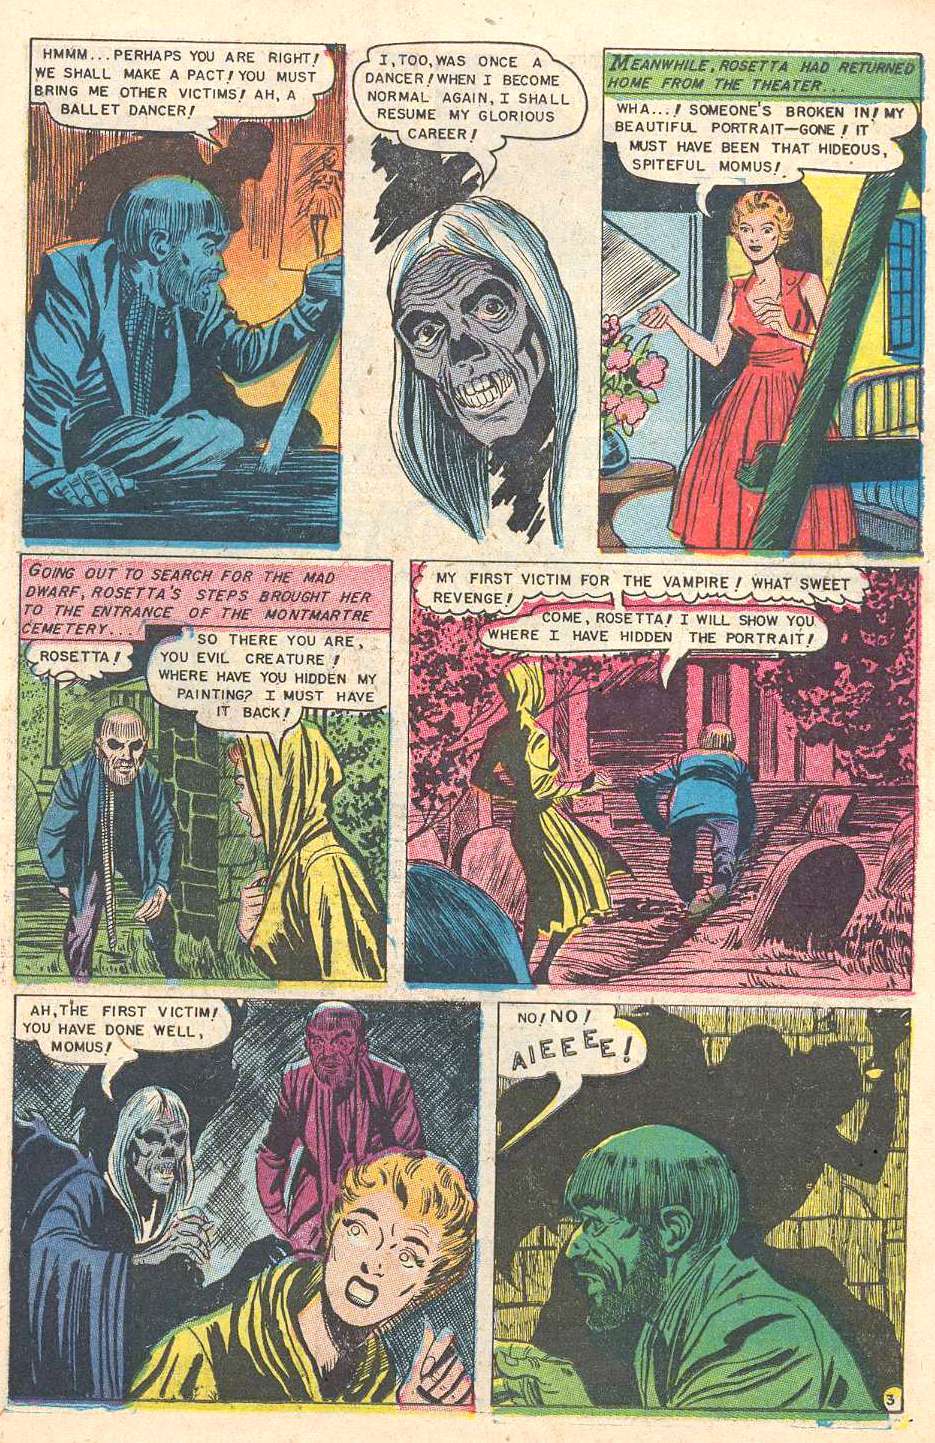 HMMM... PERHAPS YOU ARE RIGHT!
WE SHALL MAKE A PACT! YOU MUST
BRING ME OTHER VICTIMS! AH, A
BALLET DANCER!
I, TOO, WAS ONCE A
DANCER! WHEN I BECOME
NORMAL AGAIN, I SHALL
RESUME MY GLORIOUS
CAREER!
MEANWHILE, ROSETTA HAD RETURNED
HOME FROM THE THEATER...
WHA...! SOMEONE'S BROKEN IN! MY
BEAUTIFUL PORTRAIT—GONE! IT
MUST HAVE BEEN THAT HIDEOUS,
SPITEFUL MOMUS!
GOING OUT TO SEARCH FOR THE MAD
DWARF, ROSETTA'S STEPS BROUGHT HER
TO THE ENTRANCE OF THE MONTMARTRE
CEMETERY...
ROSETTA!
SO THERE YOU ARE,
YOU EVIL CREATURE!
WHERE HAVE YOU HIDDEN MY
PAINTING? I MUST HAVE
IT BACK!
MY FIRST VICTIM FOR THE VAMPIRE! WHAT SWEET
REVENGE!
COME, ROSETTA! I WILL SHOW YOU
WHERE I HAVE HIDDEN THE PORTRAIT!
AH, THE FIRST VICTIM!
YOU HAVE DONE WELL,
MOMUS!
NO! NO!
AIEEEE!
3